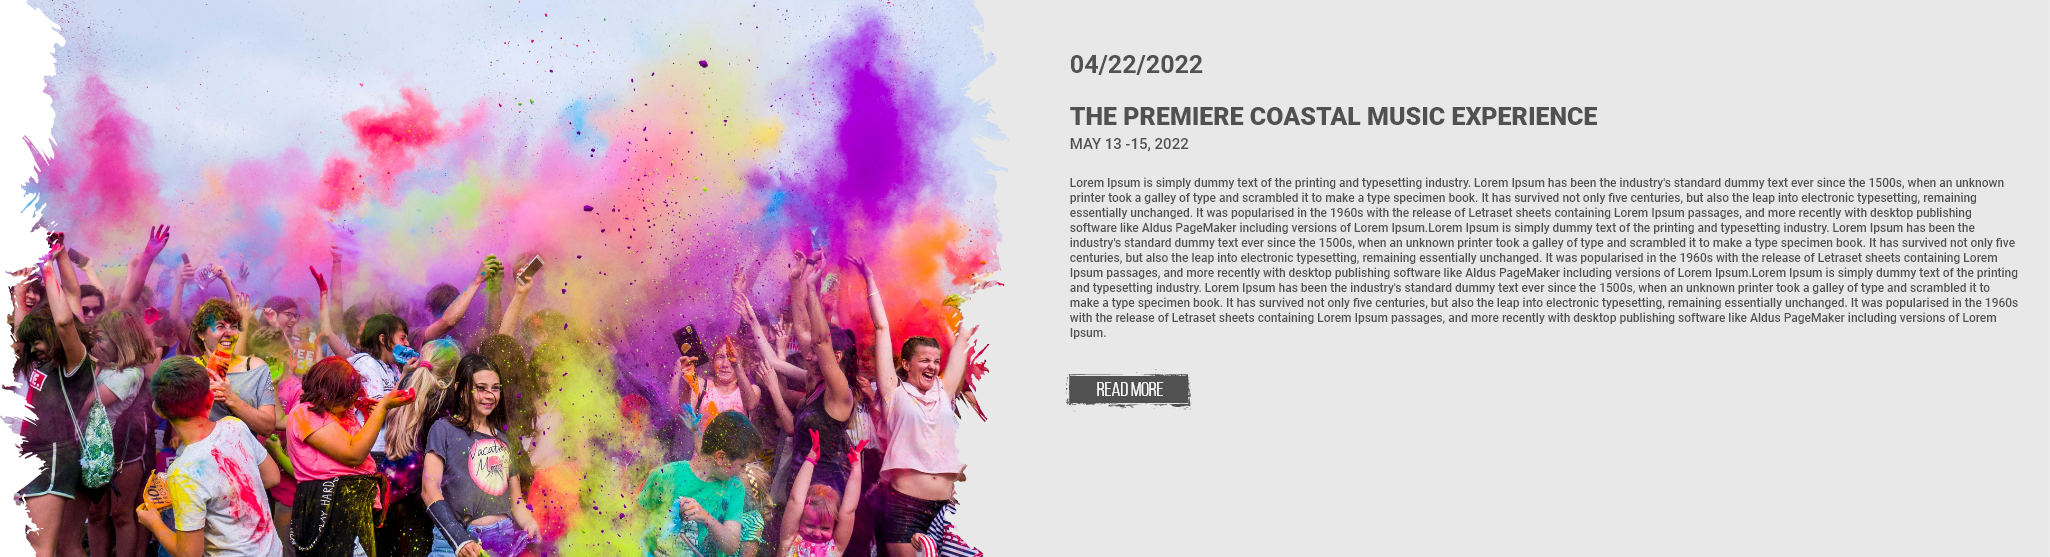 04/22/2022
THE PREMIERE COASTAL MUSIC EXPERIENCE
MAY 13 -15, 2022
Lorem Ipsum is simply dummy text of the printing and typesetting industry. Lorem Ipsum has been the industry's standard dummy text ever since the 1500s, when an unknown
printer took a galley of type and scrambled it to make a type specimen book. It has survived not only five centuries, but also the leap into electronic typesetting, remaining
essentially unchanged. It was popularised in the 1960s with the release of Letraset sheets containing Lorem Ipsum passages, and more recently with desktop publishing
software like Aldus PageMaker including versions of Lorem Ipsum.Lorem Ipsum is simply dummy text of the printing and typesetting industry. Lorem Ipsum has been the
industry's standard dummy text ever since the 1500s, when an unknown printer took a galley of type and scrambled it to make a type specimen book. It has survived not only five
centuries, but also the leap into electronic typesetting, remaining essentially unchanged. It was popularised in the 1960s with the release of Letraset sheets containing Lorem
Ipsum passages, and more recently with desktop publishing software like Aldus PageMaker including versions of Lorem Ipsum.Lorem Ipsum is simply dummy text of the printing
and typesetting industry. Lorem Ipsum has been the industry's standard dummy text ever since the 1500s, when an unknown printer took a galley of type and scrambled it to
make a type specimen book. It has survived not only five centuries, but also the leap into electronic typesetting, remaining essentially unchanged. It was popularised in the 1960s
with the release of Letraset sheets containing Lorem Ipsum passages, and more recently with desktop publishing software like Aldus PageMaker including versions of Lorem
Ipsum.
READ MORE